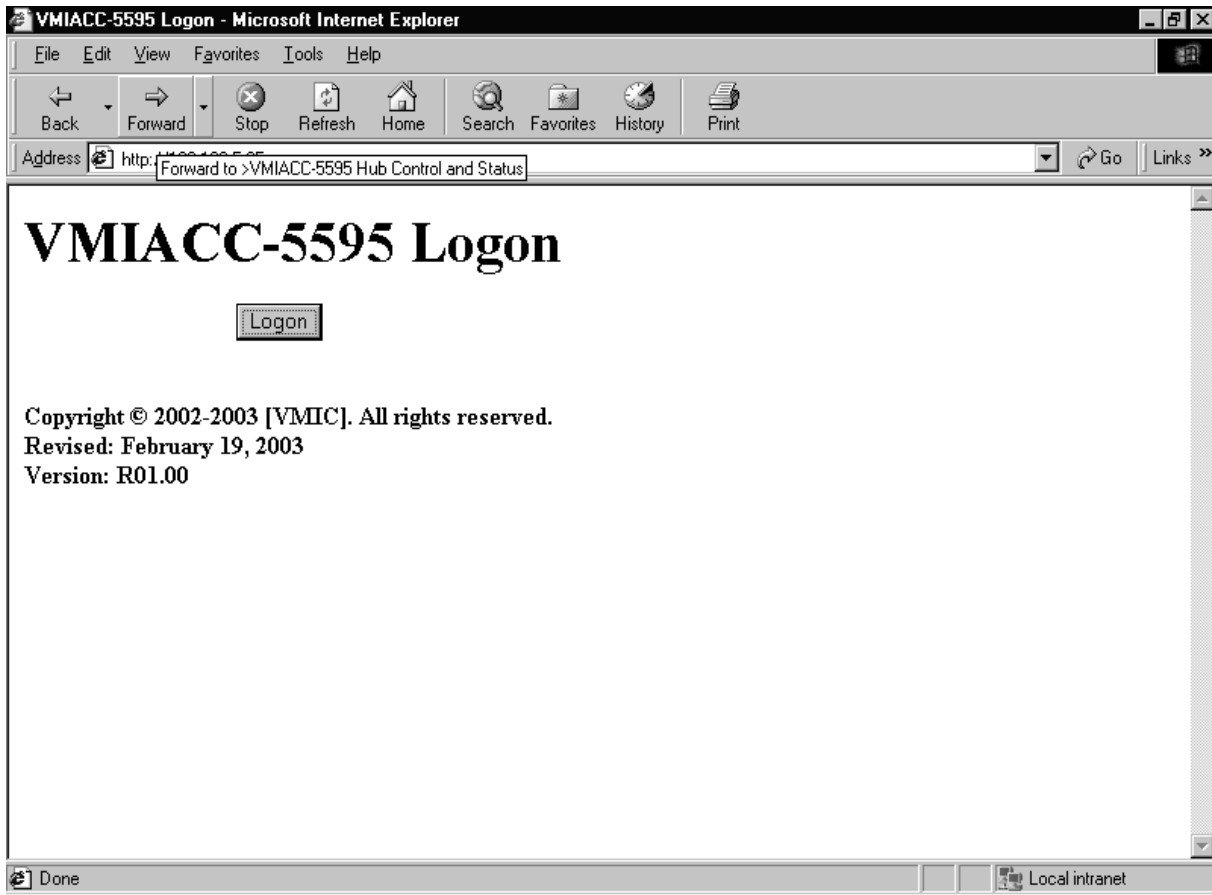 VMIACC-5595 Logon - Microsoft Internet Explorer
File Edit View Favorites Tools Help
Back Forward Stop Refresh Home Search Favorites History Print
Address http: Go Links »
Forward to >VMIACC-5595 Hub Control and Status
VMIACC-5595 Logon
Logon
Copyright © 2002-2003 [VMIC]. All rights reserved.
Revised: February 19, 2003
Version: R01.00
Done Local intranet